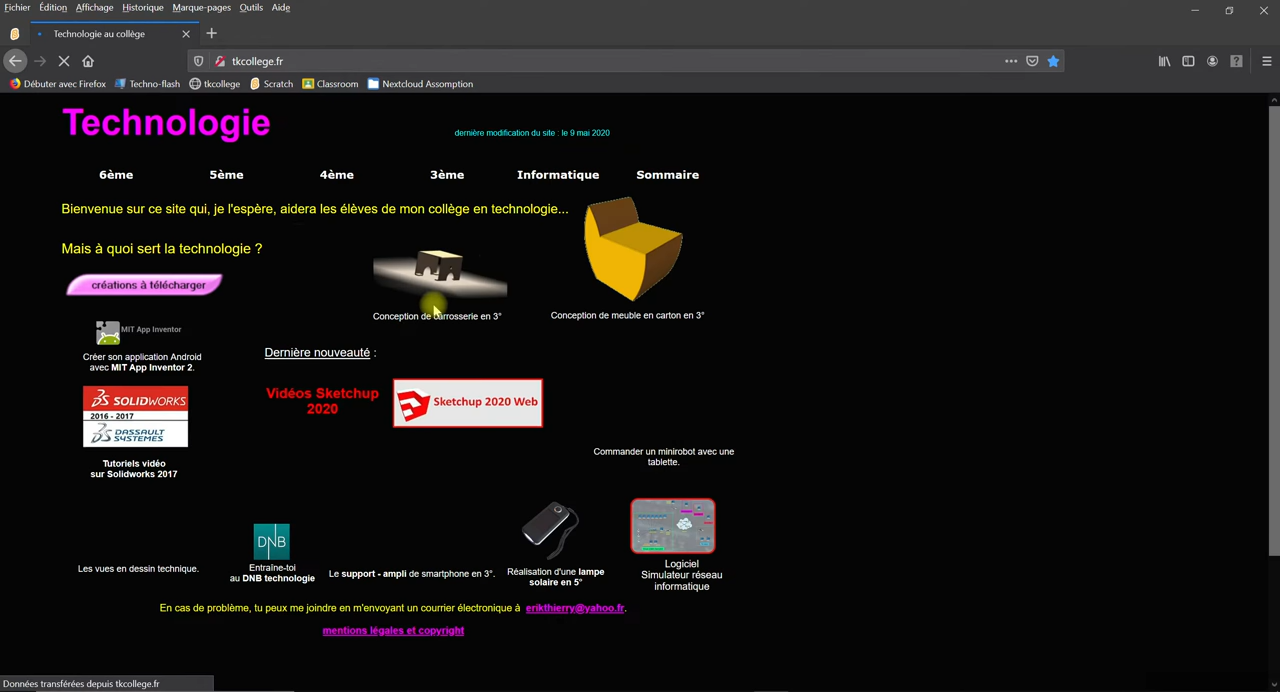 Fichier Édition Affichage Historique Marque-pages Outils Aide
Technologie au collège
tkcollege.fr
Débuter avec Firefox Techno-flash tkcollege Scratch Classroom Nextcloud Assomption
Technologie
dernière modification du site : le 9 mai 2020
6ème 5ème 4ème 3ème Informatique Sommaire
Bienvenue sur ce site qui, je l'espère, aidera les élèves de mon collège en technologie...
Mais à quoi sert la technologie ?
créations à télécharger
Conception de carrosserie en 3°
Conception de meuble en carton en 3°
MIT App Inventor
Créer son application Android
avec MIT App Inventor 2.
Dernière nouveauté :
SOLIDWORKS
2016 - 2017
DASSAULT
SYSTEMES
Vidéos Sketchup
2020
Sketchup 2020 Web
Tutoriels vidéo
sur Solidworks 2017
Commander un minirobot avec une
tablette.
DNB
Les vues en dessin technique.
Entraîne-toi
au DNB technologie
Le support - ampli de smartphone en 3°.
Réalisation d'une lampe
solaire en 5°
Logiciel
Simulateur réseau
informatique
En cas de problème, tu peux me joindre en m'envoyant un courrier électronique à erikthierry@yahoo.fr.
mentions légales et copyright
Données transférées depuis tkcollege.fr